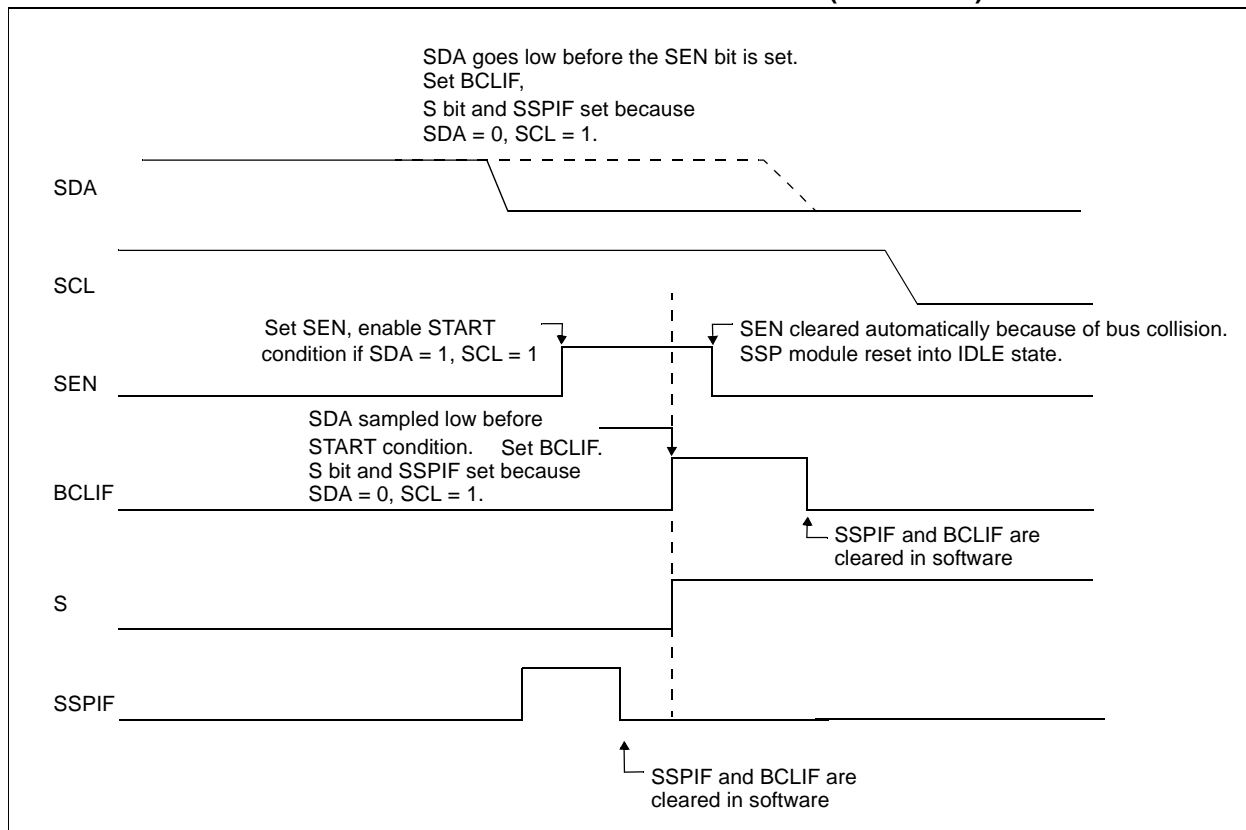 SDA goes low before the SEN bit is set.
Set BCLIF,
S bit and SSPIF set because
SDA = 0, SCL = 1.
SDA
SCL
Set SEN, enable START
condition if SDA = 1, SCL = 1
SEN cleared automatically because of bus collision.
SSP module reset into IDLE state.
SEN
SDA sampled low before
START condition. Set BCLIF.
S bit and SSPIF set because
SDA = 0, SCL = 1.
BCLIF
SSPIF and BCLIF are
cleared in software
S
SSPIF
SSPIF and BCLIF are
cleared in software